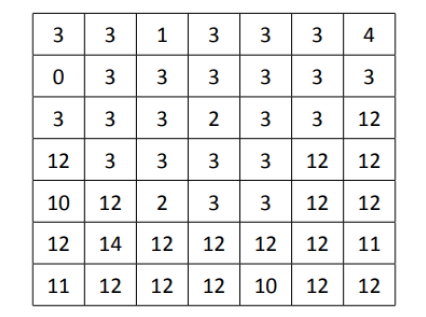 3 3 1 3 3 3 4
0 3 3 3 3 3 3
3 3 3 2 3 3 12
12 3 3 3 3 12 12
10 12 2 3 3 12 12
12 14 12 12 12 12 11
11 12 12 12 10 12 12